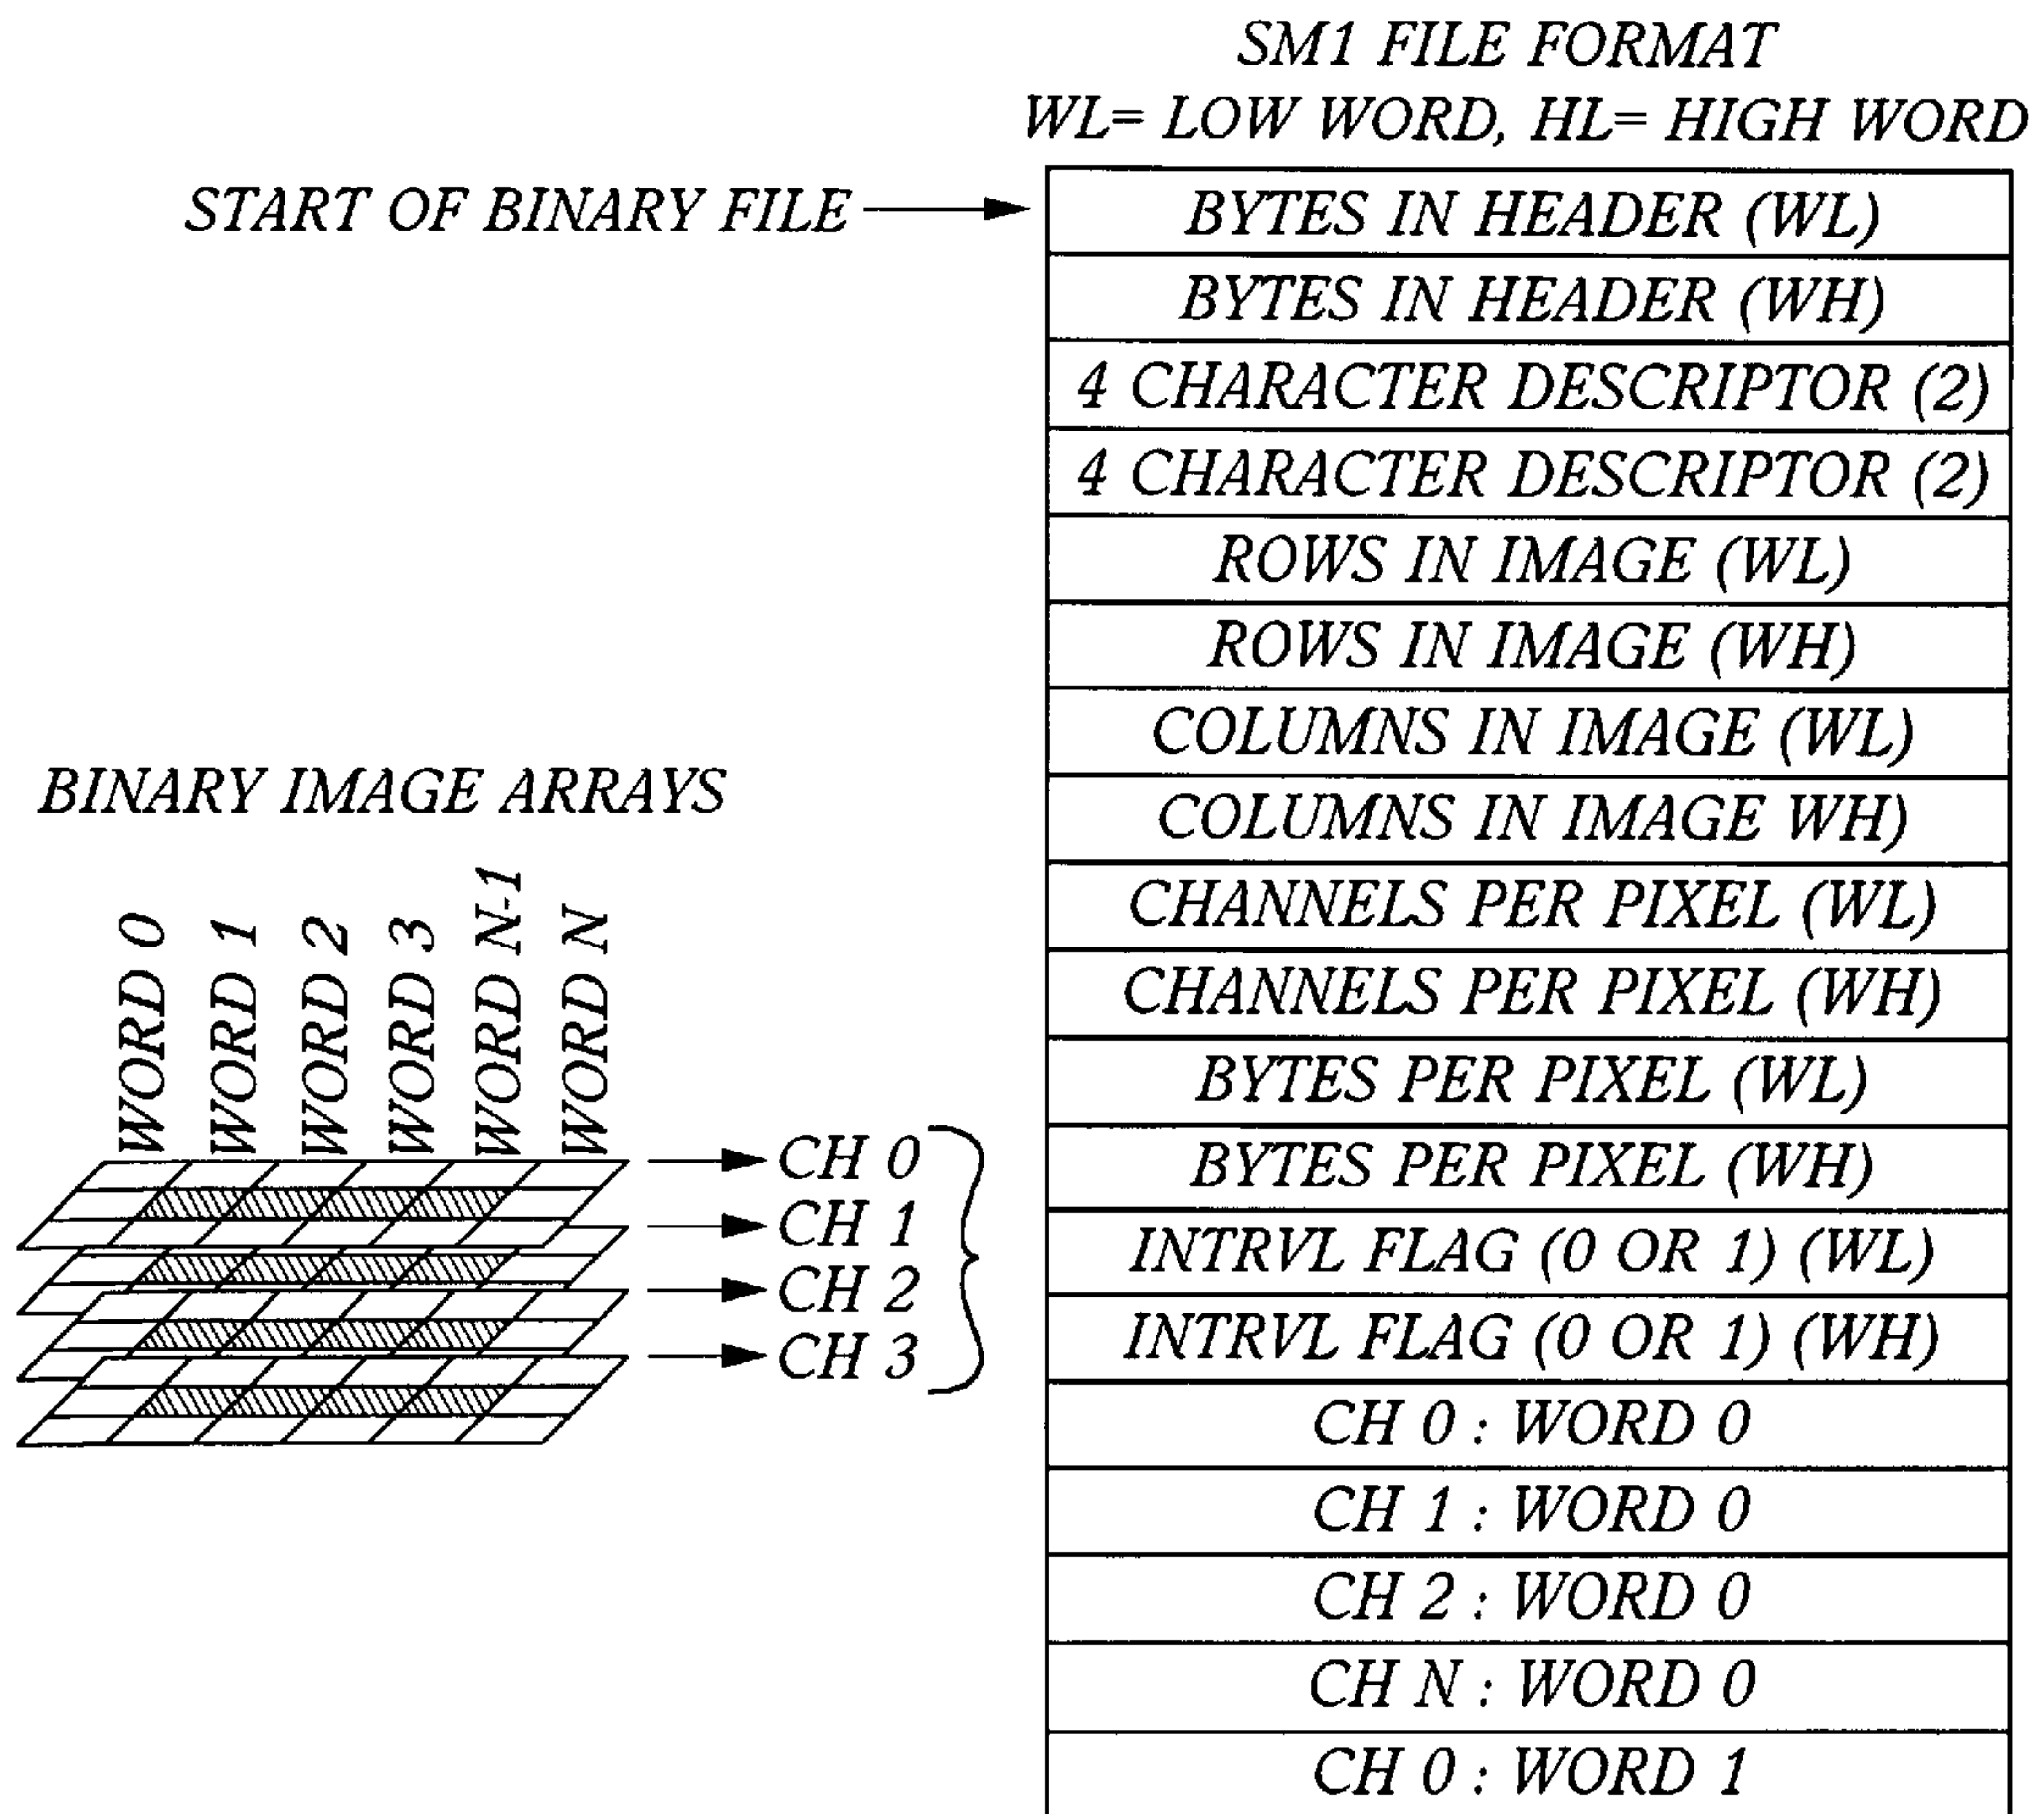 SM1 FILE FORMAT
WL= LOW WORD, HL= HIGH WORD
START OF BINARY FILE
BYTES IN HEADER (WL)
BYTES IN HEADER (WH)
4 CHARACTER DESCRIPTOR (2)
4 CHARACTER DESCRIPTOR (2)
ROWS IN IMAGE (WL)
ROWS IN IMAGE (WH)
COLUMNS IN IMAGE (WL)
COLUMNS IN IMAGE WH)
CHANNELS PER PIXEL (WL)
CHANNELS PER PIXEL (WH)
BYTES PER PIXEL (WL)
BYTES PER PIXEL (WH)
INTRVL FLAG (0 OR 1) (WL)
INTRVL FLAG (0 OR 1) (WH)
CH 0 : WORD 0
CH 1 : WORD 0
CH 2 : WORD 0
CH N : WORD 0
CH 0 : WORD 1
BINARY IMAGE ARRAYS
WORD 0
WORD 1
WORD 2
WORD 3
WORD N-1
WORD N
CH 0
CH 1
CH 2
CH 3